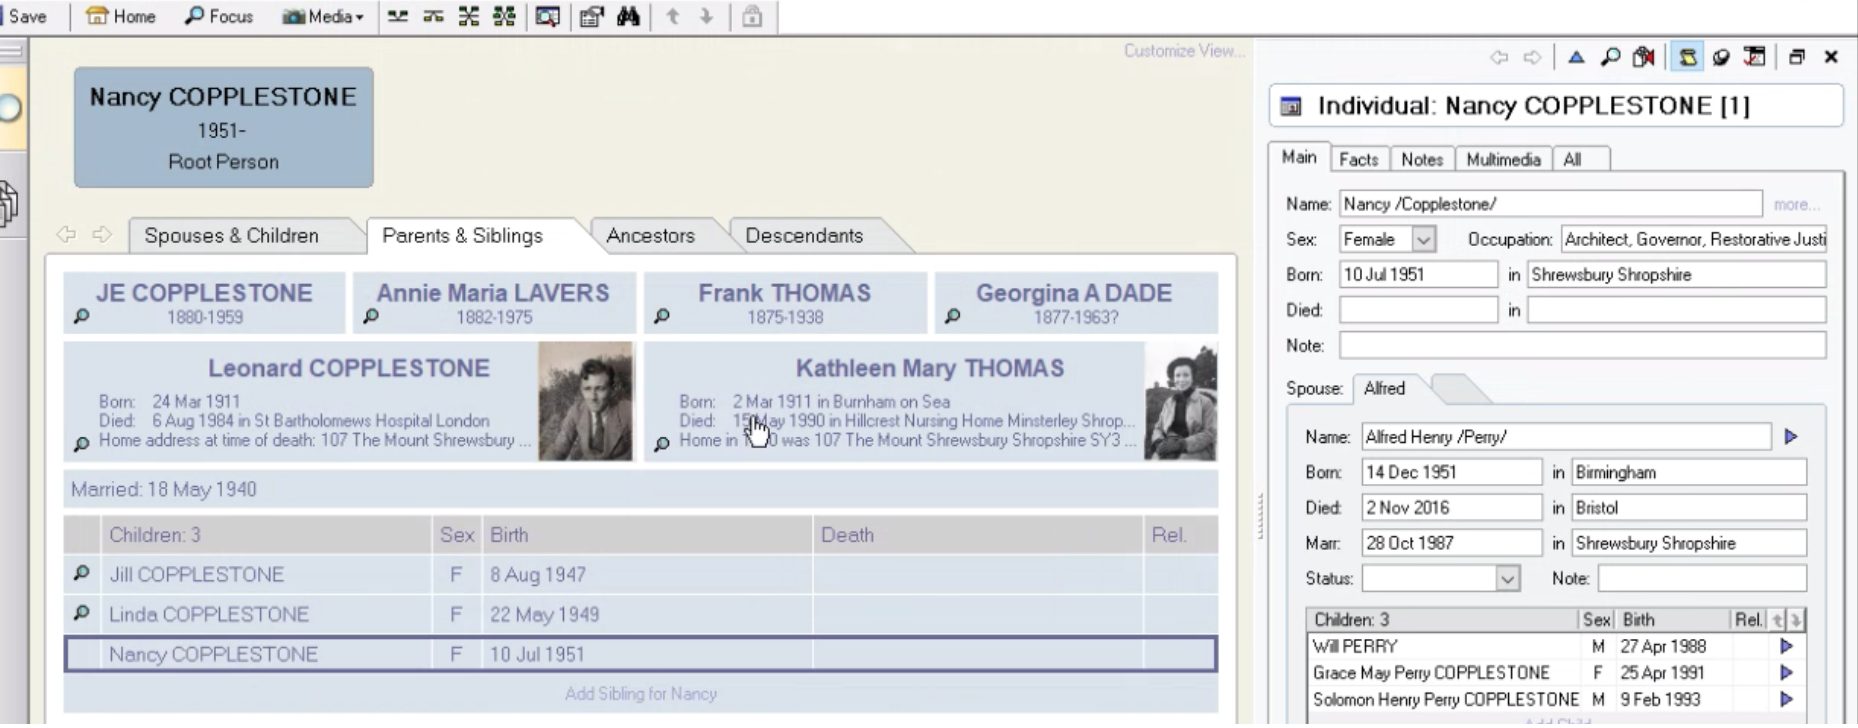 Save Home Focus Media
Customize View...
Nancy COPPLESTONE
1951-
Root Person
Spouses & Children Parents & Siblings Ancestors Descendants
JE COPPLESTONE Annie Maria LAVERS Frank THOMAS Georgina A DADE
1880-1959 1882-1975 1875-1938 1877-1963?
Leonard COPPLESTONE
Born: 24 Mar 1911
Died: 6 Aug 1984 in St Bartholomews Hospital London
Home address at time of death: 107 The Mount Shrewsbury ...
Kathleen Mary THOMAS
Born: 2 Mar 1911 in Burnham on Sea
Died: 15 May 1990 in Hillcrest Nursing Home Minsterley Shrop...
Home in was 107 The Mount Shrewsbury Shropshire SY3 ...
Married: 18 May 1940
Children: 3 Sex Birth Death Rel.
Jill COPPLESTONE F 8 Aug 1947
Linda COPPLESTONE F 22 May 1949
Nancy COPPLESTONE F 10 Jul 1951
Add Sibling for Nancy
Individual: Nancy COPPLESTONE [1]
Main Facts Notes Multimedia All
Name: Nancy /Copplestone/ more...
Sex: Female Occupation: Architect, Governor, Restorative Justi
Born: 10 Jul 1951 in Shrewsbury Shropshire
Died: in
Note:
Spouse: Alfred
Name: Alfred Henry /Perry/
Born: 14 Dec 1951 in Birmingham
Died: 2 Nov 2016 in Bristol
Marr: 28 Oct 1987 in Shrewsbury Shropshire
Status: Note:
Children: 3 Sex Birth Rel.
Will PERRY M 27 Apr 1988
Grace May Perry COPPLESTONE F 25 Apr 1991
Solomon Henry Perry COPPLESTONE M 9 Feb 1993
Add Child